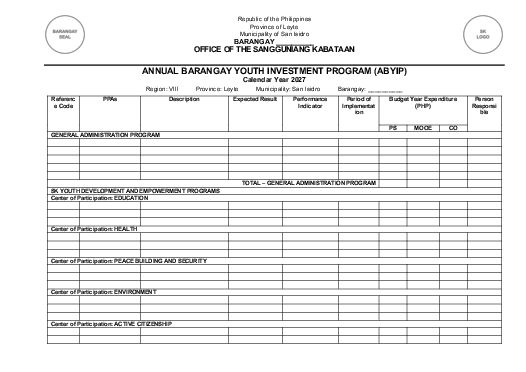 BARANGAY
SEAL
Republic of the Philippines
Province of Leyte
Municipality of San Isidro
BARANGAY ________
OFFICE OF THE SANGGUNIANG KABATAAN
SK
LOGO
ANNUAL BARANGAY YOUTH INVESTMENT PROGRAM (ABYIP)
Calendar Year 2027
Region: VIII Province: Leyte Municipality: San Isidro Barangay: ____________
Referenc
e Code
PPAs
Description
Expected Result
Performance
Indicator
Period of
Implementat
ion
Budget Year Expenditure
(PHP)
Person
Responsi
ble
PS MOOE CO
GENERAL ADMINISTRATION PROGRAM
TOTAL – GENERAL ADMINISTRATION PROGRAM
SK YOUTH DEVELOPMENT AND EMPOWERMENT PROGRAMS
Center of Participation: EDUCATION
Center of Participation: HEALTH
Center of Participation: PEACE BUILDING AND SECURITY
Center of Participation: ENVIRONMENT
Center of Participation: ACTIVE CITIZENSHIP